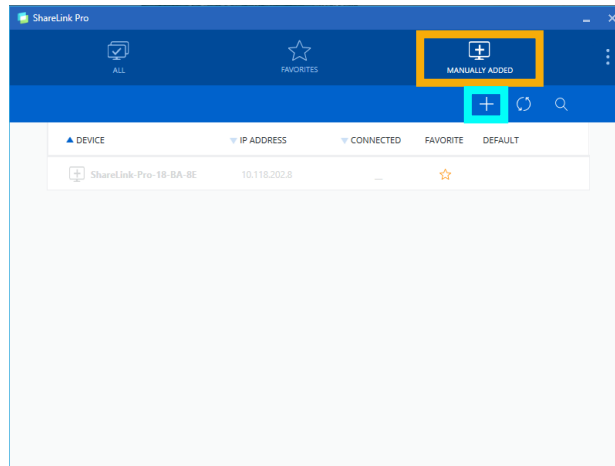 ShareLink Pro
ALL FAVORITES MANUALLY ADDED
DEVICE IP ADDRESS CONNECTED FAVORITE DEFAULT
ShareLink-Pro-18-BA-8E 10.118.202.8 __